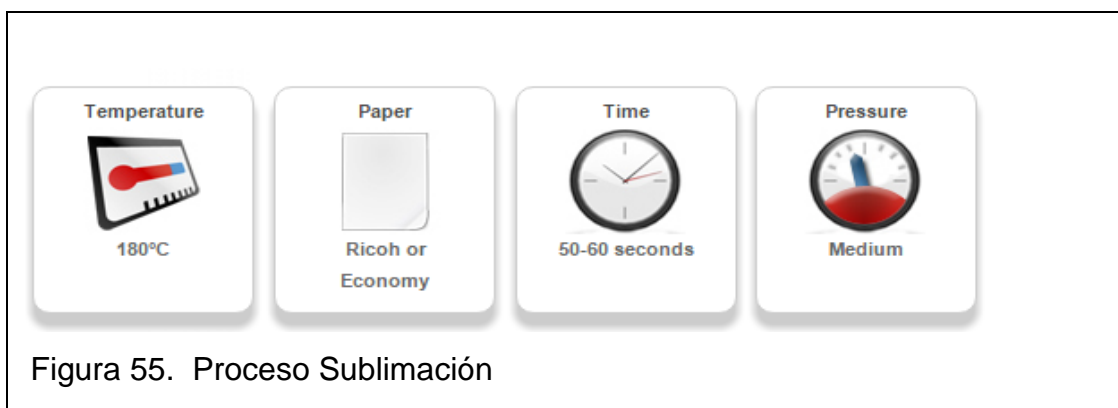 Temperature
180ºC
Paper
Ricoh or
Economy
Time
50-60 seconds
Pressure
Medium
Figura 55. Proceso Sublimación